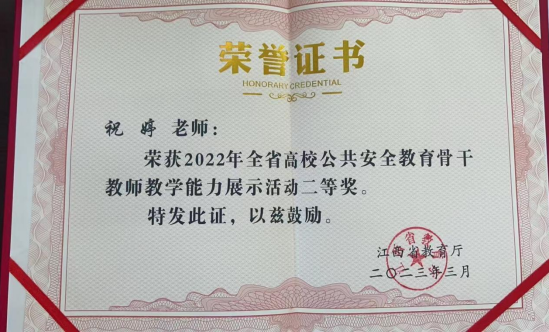 荣誉证书
HONORARY CREDENTIAL
祝婷 老师：
荣获2022年全省高校公共安全教育骨干
教师教学能力展示活动二等奖。
特发此证，以兹鼓励。
江西省教育厅
二〇二三年三月